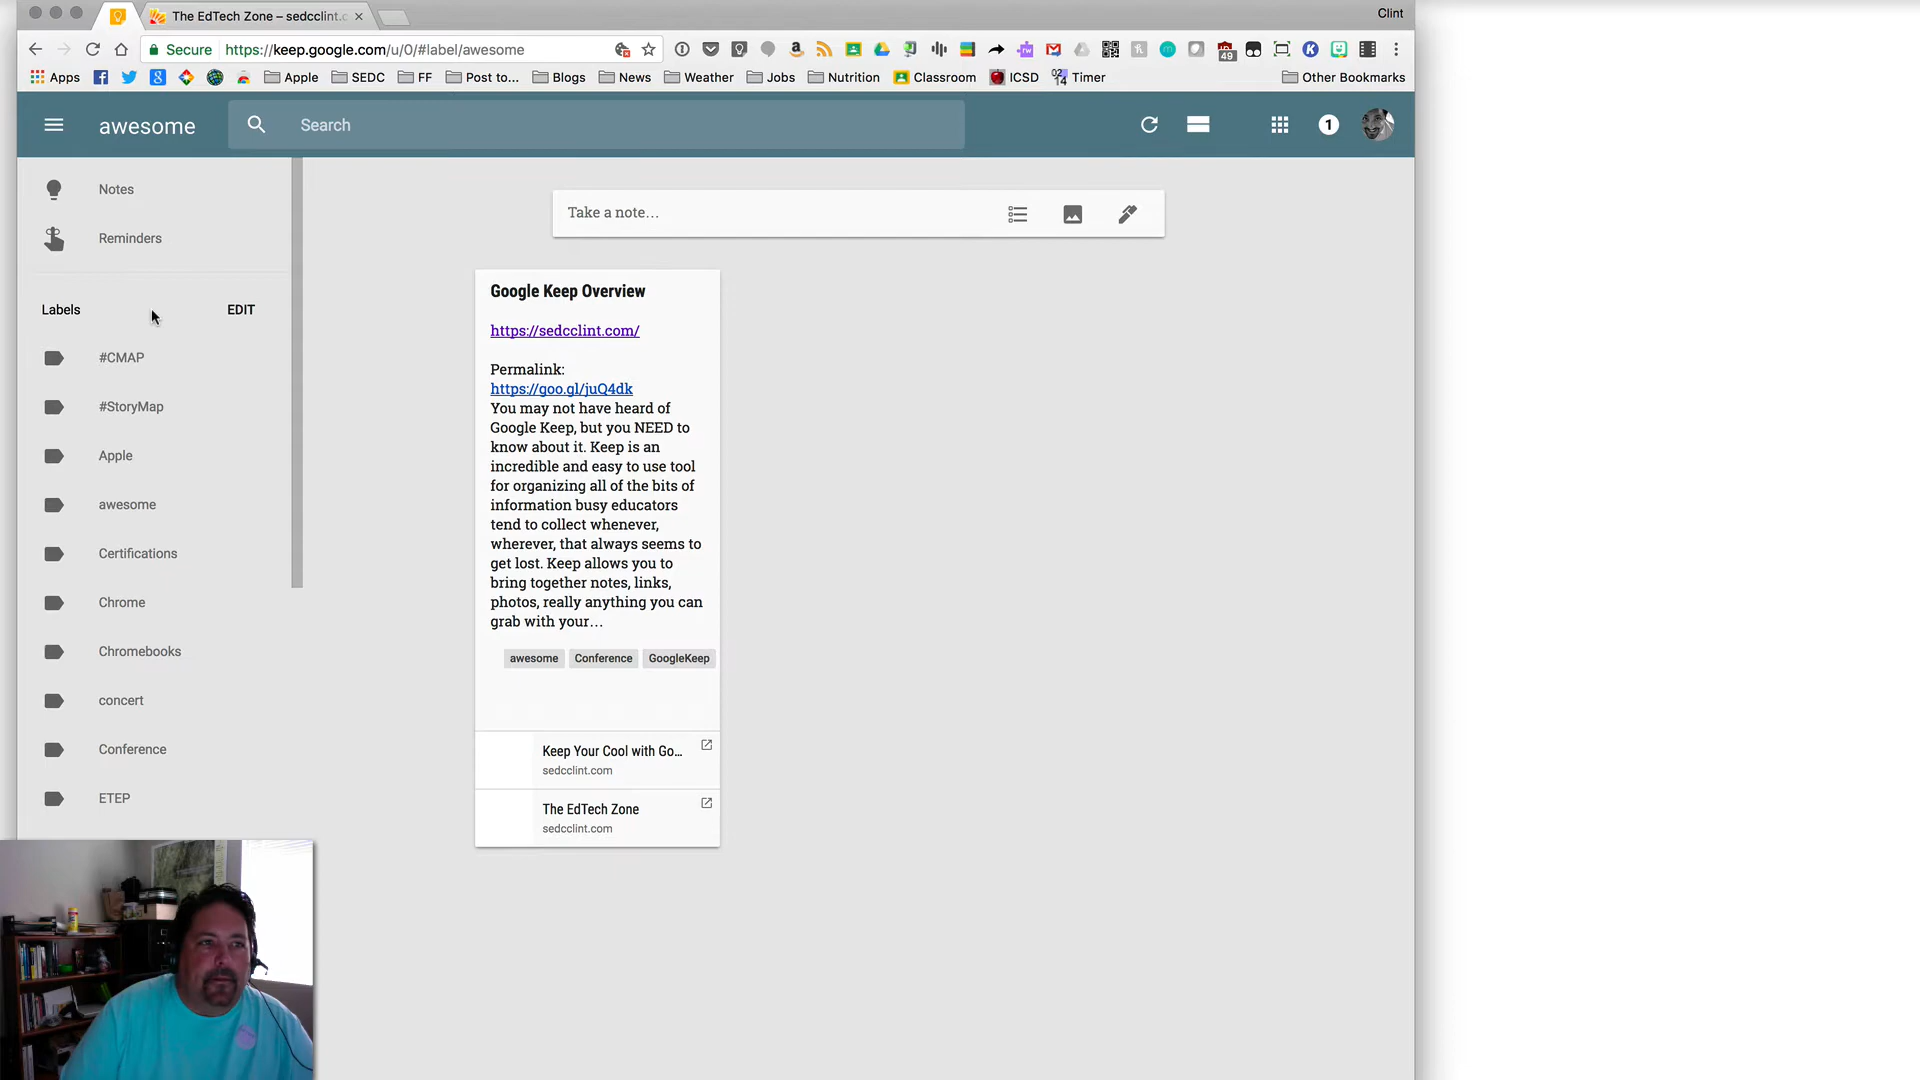 The EdTech Zone – sedcclint.c
Clint
Secure https://keep.google.com/u/0/#label/awesome
49
Apps Apple SEDC FF Post to... Blogs News Weather Jobs Nutrition Classroom ICSD Timer Other Bookmarks
awesome Search 1
Notes
Reminders
Labels EDIT
#CMAP
#StoryMap
Apple
awesome
Certifications
Chrome
Chromebooks
concert
Conference
ETEP
Take a note…
Google Keep Overview
https://sedcclint.com/
Permalink:
https://goo.gl/juQ4dk
You may not have heard of
Google Keep, but you NEED to
know about it. Keep is an
incredible and easy to use tool
for organizing all of the bits of
information busy educators
tend to collect whenever,
wherever, that always seems to
get lost. Keep allows you to
bring together notes, links,
photos, really anything you can
grab with your…
awesome Conference GoogleKeep
Keep Your Cool with Go...
sedcclint.com
The EdTech Zone
sedcclint.com